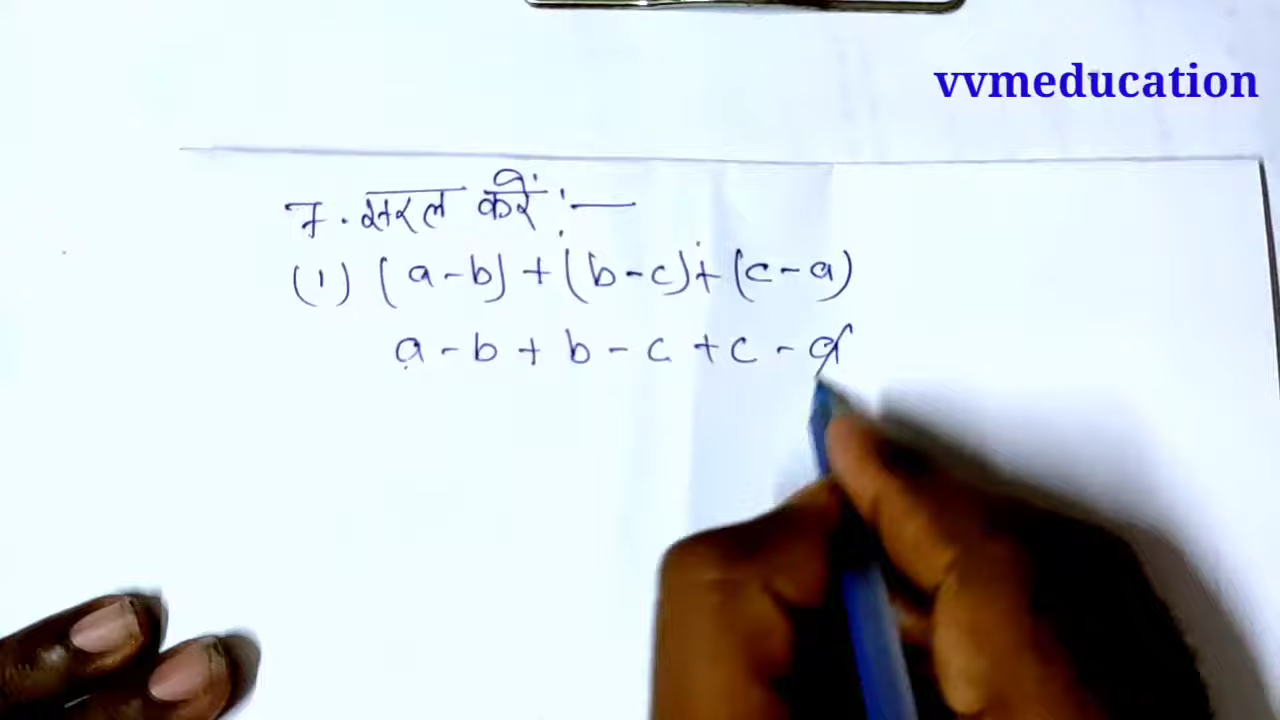 vvmeducation
7. सरल करें :—
(1) (a-b)+(b-c)+(c-a)
a-b+b-c+c-a